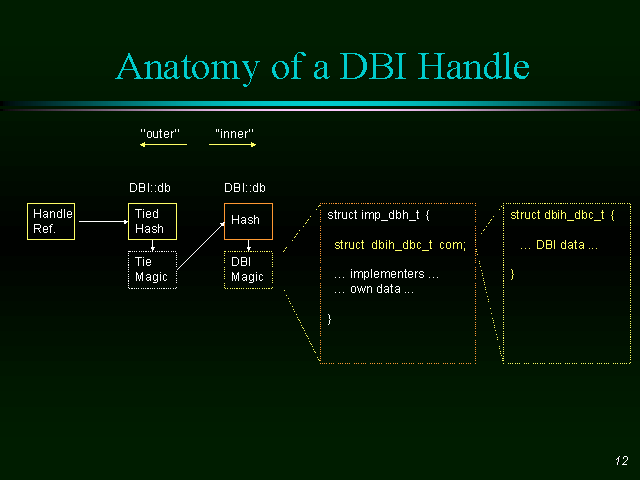 Anatomy of a DBI Handle
"outer" "inner"
DBI::db DBI::db
Handle
Ref.
Tied
Hash
Hash
Tie
Magic
DBI
Magic
struct imp_dbh_t {
struct dbih_dbc_t com;
... implementers ...
... own data ...
}
struct dbih_dbc_t {
... DBI data ...
}
12